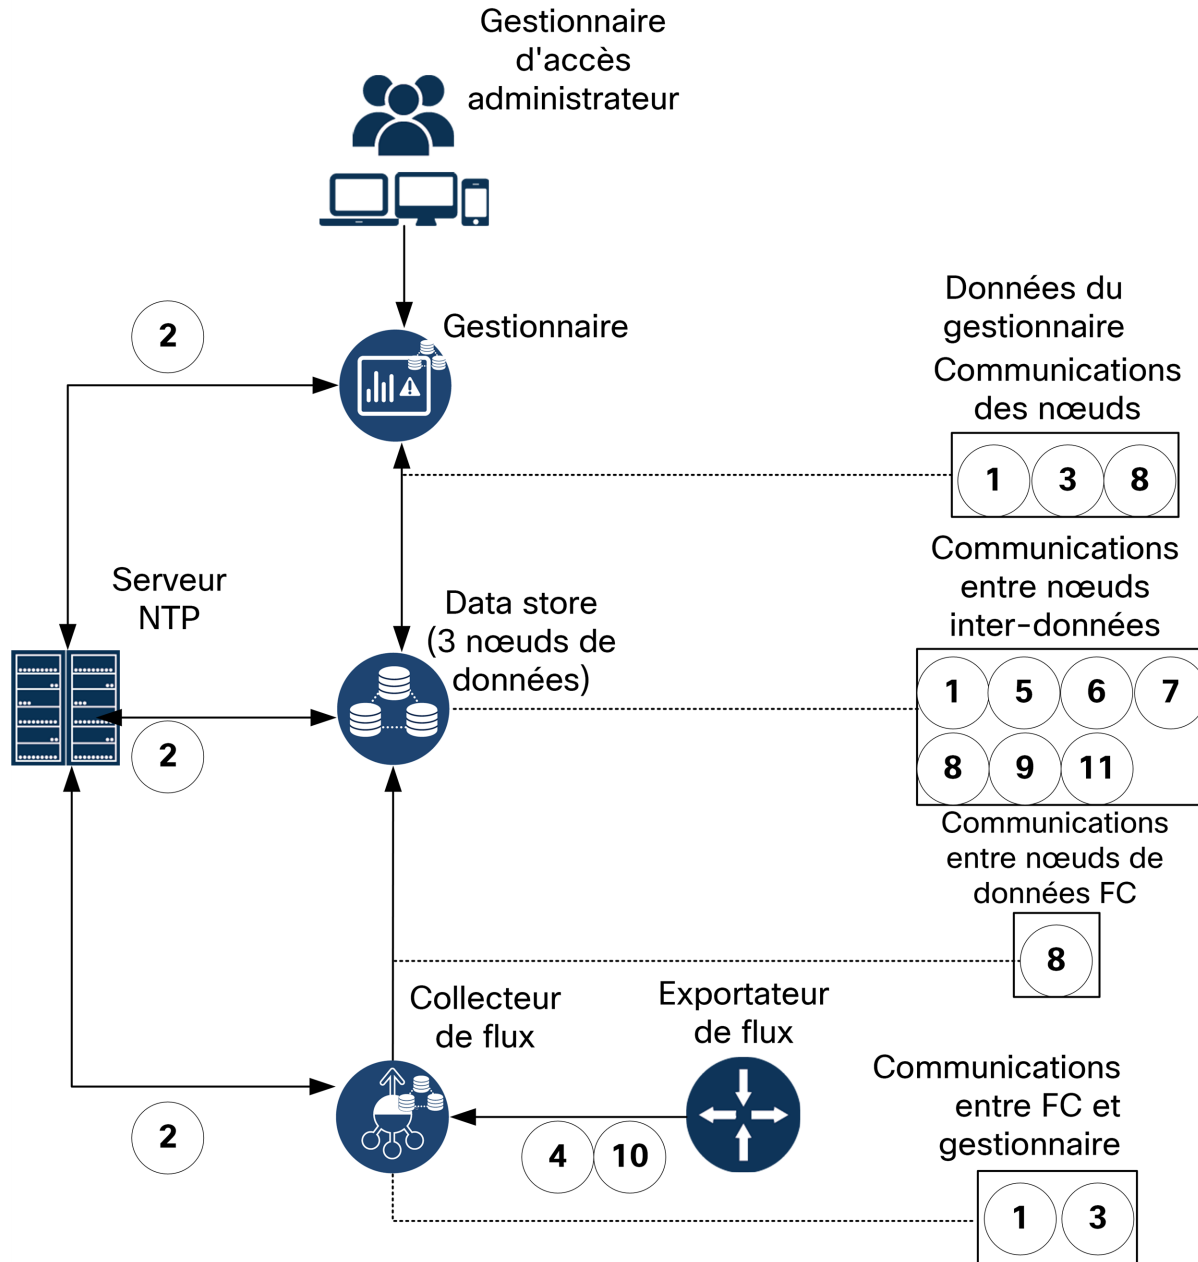 Gestionnaire
d'accès
administrateur
Gestionnaire
2
Données du
gestionnaire
Communications
des nœuds
1 3 8
Serveur
NTP
Data store
(3 nœuds de
données)
2
Communications
entre nœuds
inter-données
1 5 6 7
8 9 11
Communications
entre nœuds de
données FC
8
Collecteur
de flux
Exportateur
de flux
2
4 10
Communications
entre FC et
gestionnaire
1 3